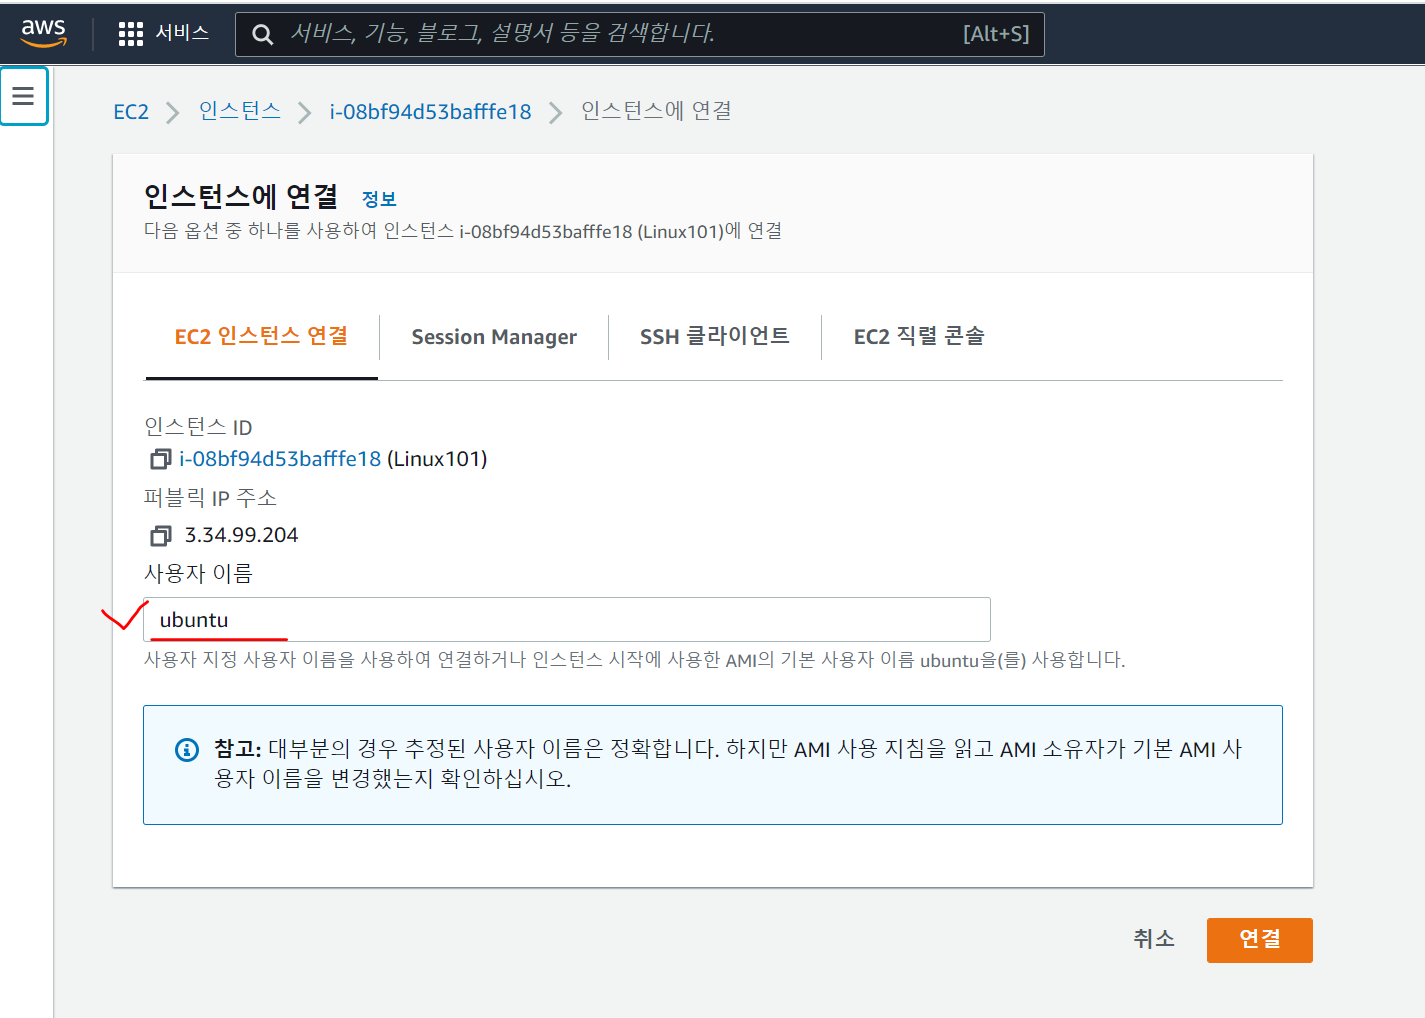 aws 서비스 서비스, 기능, 블로그, 설명서 등을 검색합니다. [Alt+S]
EC2 > 인스턴스 > i-08bf94d53bafffe18 > 인스턴스에 연결
인스턴스에 연결 정보
다음 옵션 중 하나를 사용하여 인스턴스 i-08bf94d53bafffe18 (Linux101)에 연결
EC2 인스턴스 연결 Session Manager SSH 클라이언트 EC2 직렬 콘솔
인스턴스 ID
i-08bf94d53bafffe18 (Linux101)
퍼블릭 IP 주소
3.34.99.204
사용자 이름
ubuntu
사용자 지정 사용자 이름을 사용하여 연결하거나 인스턴스 시작에 사용한 AMI의 기본 사용자 이름 ubuntu을(를) 사용합니다.
참고: 대부분의 경우 추정된 사용자 이름은 정확합니다. 하지만 AMI 사용 지침을 읽고 AMI 소유자가 기본 AMI 사
용자 이름을 변경했는지 확인하십시오.
취소 연결